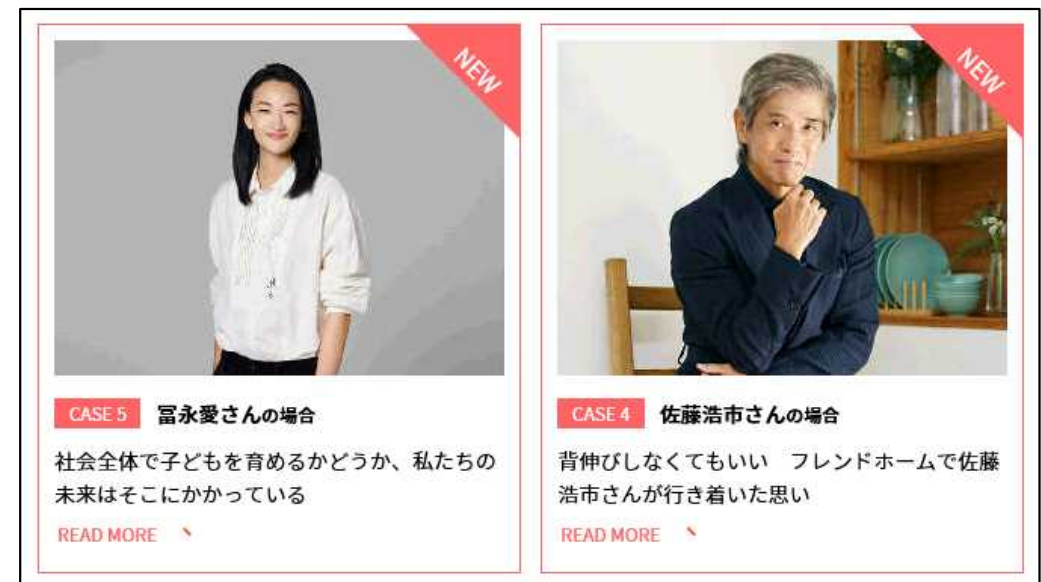 NEW
CASE 5 冨永愛さんの場合
社会全体で子どもを育めるかどうか、私たちの
未来はそこにかかっている
READ MORE
NEW
CASE 4 佐藤浩市さんの場合
背伸びしなくてもいい　フレンドホームで佐藤
浩市さんが行き着いた思い
READ MORE